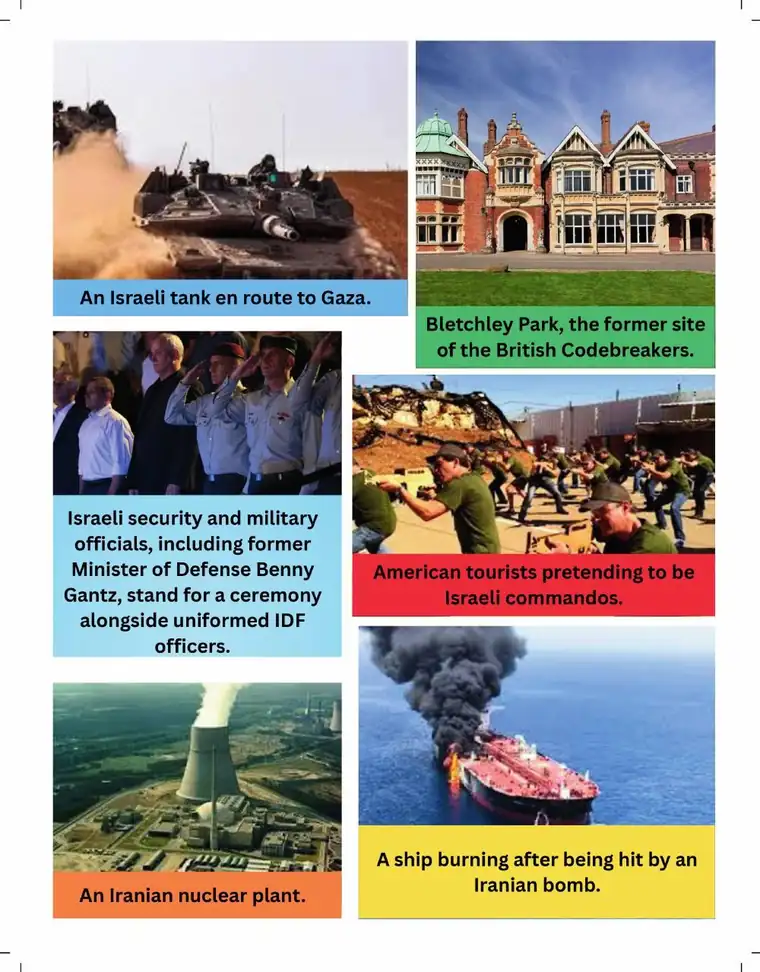 An Israeli tank en route to Gaza.
Bletchley Park, the former site
of the British Codebreakers.
Israeli security and military
officials, including former
Minister of Defense Benny
Gantz, stand for a ceremony
alongside uniformed IDF
officers.
American tourists pretending to be
Israeli commandos.
An Iranian nuclear plant.
A ship burning after being hit by an
Iranian bomb.